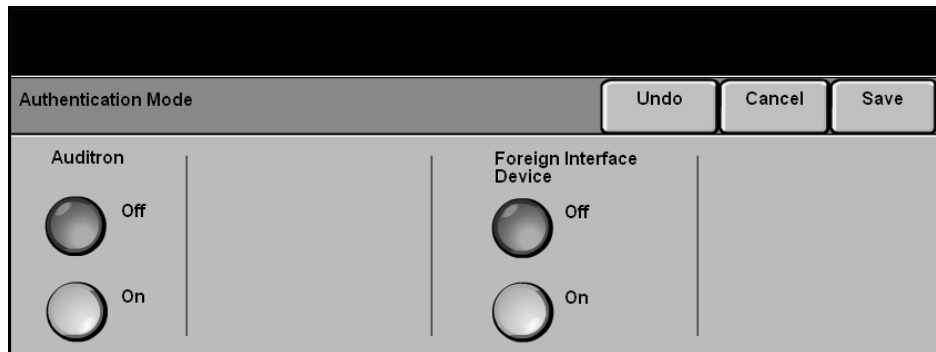 Authentication Mode
Undo
Cancel
Save
Auditron
Off
On
Foreign Interface
Device
Off
On